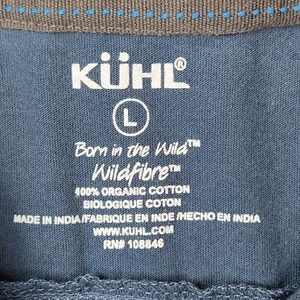 KÜHL®
L
Born in the Wild™
Wildfibre™
100% ORGANIC COTTON
BIOLOGIQUE COTON
MADE IN INDIA/FABRIQUE EN INDE/HECHO EN INDIA
WWW.KUHL.COM
RN# 108846